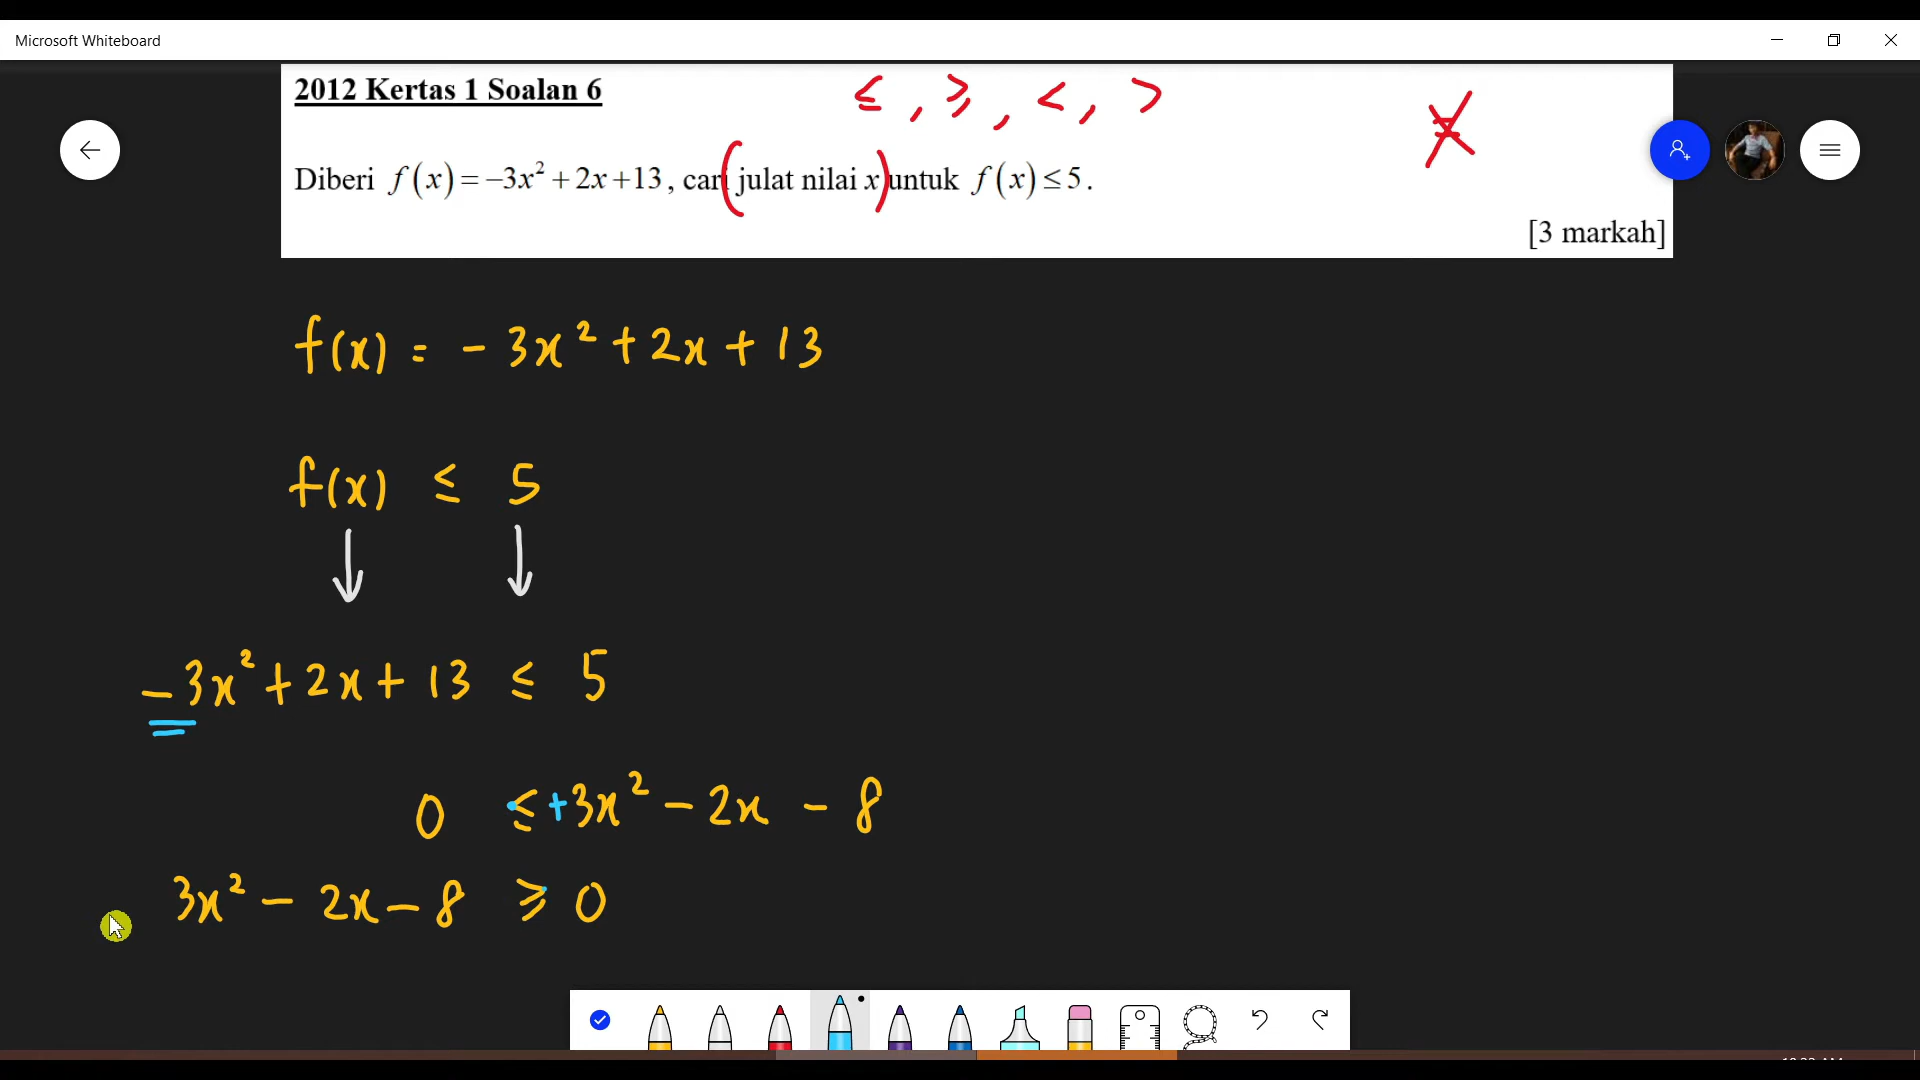 Microsoft Whiteboard
2012 Kertas 1 Soalan 6
≤ , ≥ , < , >
Diberi f(x) = −3x² + 2x + 13, cari julat nilai x untuk f(x) ≤ 5.
[3 markah]
f(x) = - 3x² + 2x + 13
f(x) ≤ 5
-3x² + 2x + 13 ≤ 5
0 ≤ +3x² - 2x - 8
3x² - 2x - 8 ≥ 0